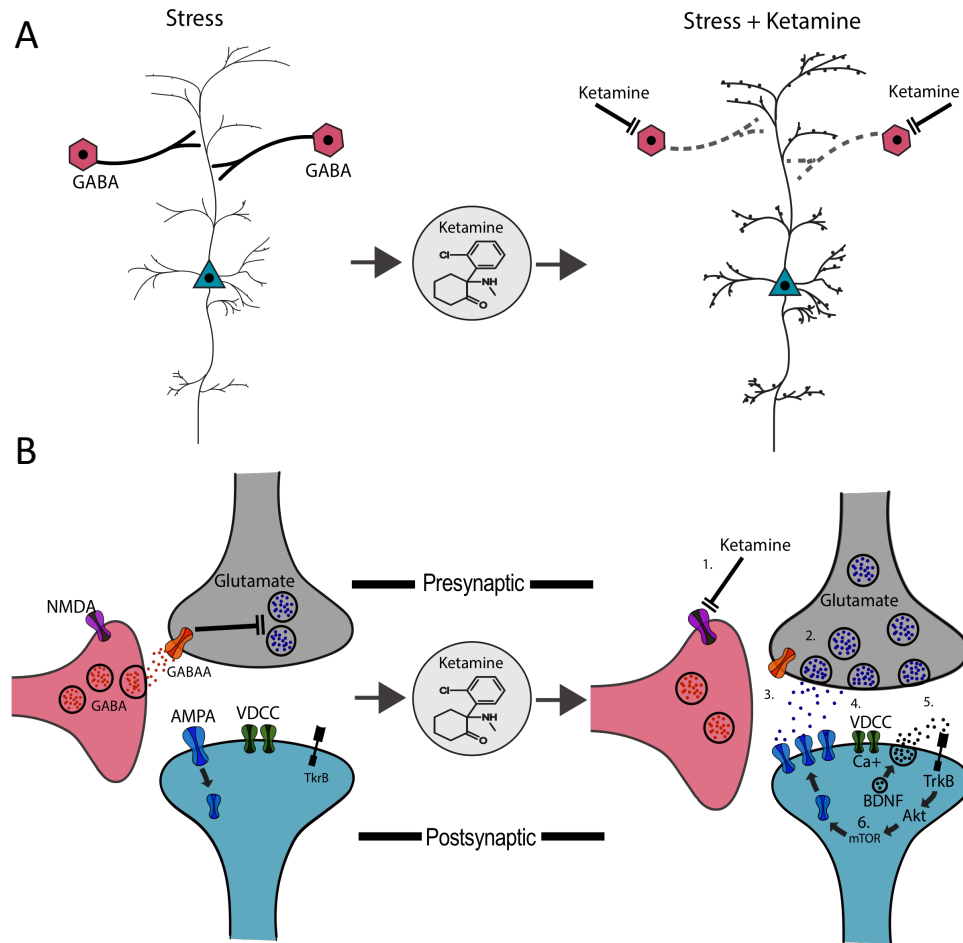 A
Stress
Stress + Ketamine
Ketamine
Ketamine
GABA
GABA
Ketamine
Cl
NH
O
B
Glutamate
Presynaptic
Ketamine
1.
NMDA
GABAA
GABA
Glutamate
2.
Ketamine
Cl
NH
O
3.
4.
5.
AMPA
VDCC
TkrB
VDCC
Ca+
TrkB
BDNF
Akt
6.
mTOR
Postsynaptic